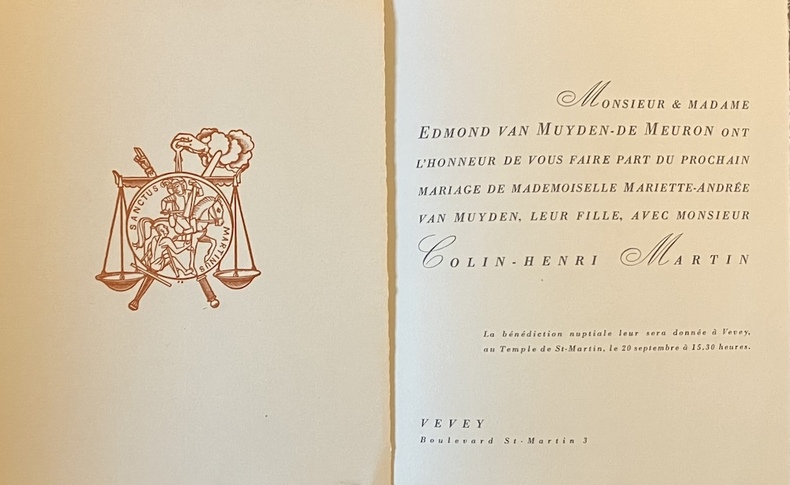 SANCTUS
MARTINUS
MONSIEUR & MADAME
EDMOND VAN MUYDEN-DE MEURON ONT
L'HONNEUR DE VOUS FAIRE PART DU PROCHAIN
MARIAGE DE MADEMOISELLE MARIETTE-ANDRÉE
VAN MUYDEN, LEUR FILLE, AVEC MONSIEUR
COLIN-HENRI MARTIN
La bénédiction nuptiale leur sera donnée à Vevey,
au Temple de St-Martin, le 20 septembre à 15.30 heures.
VEVEY
Boulevard St-Martin 3